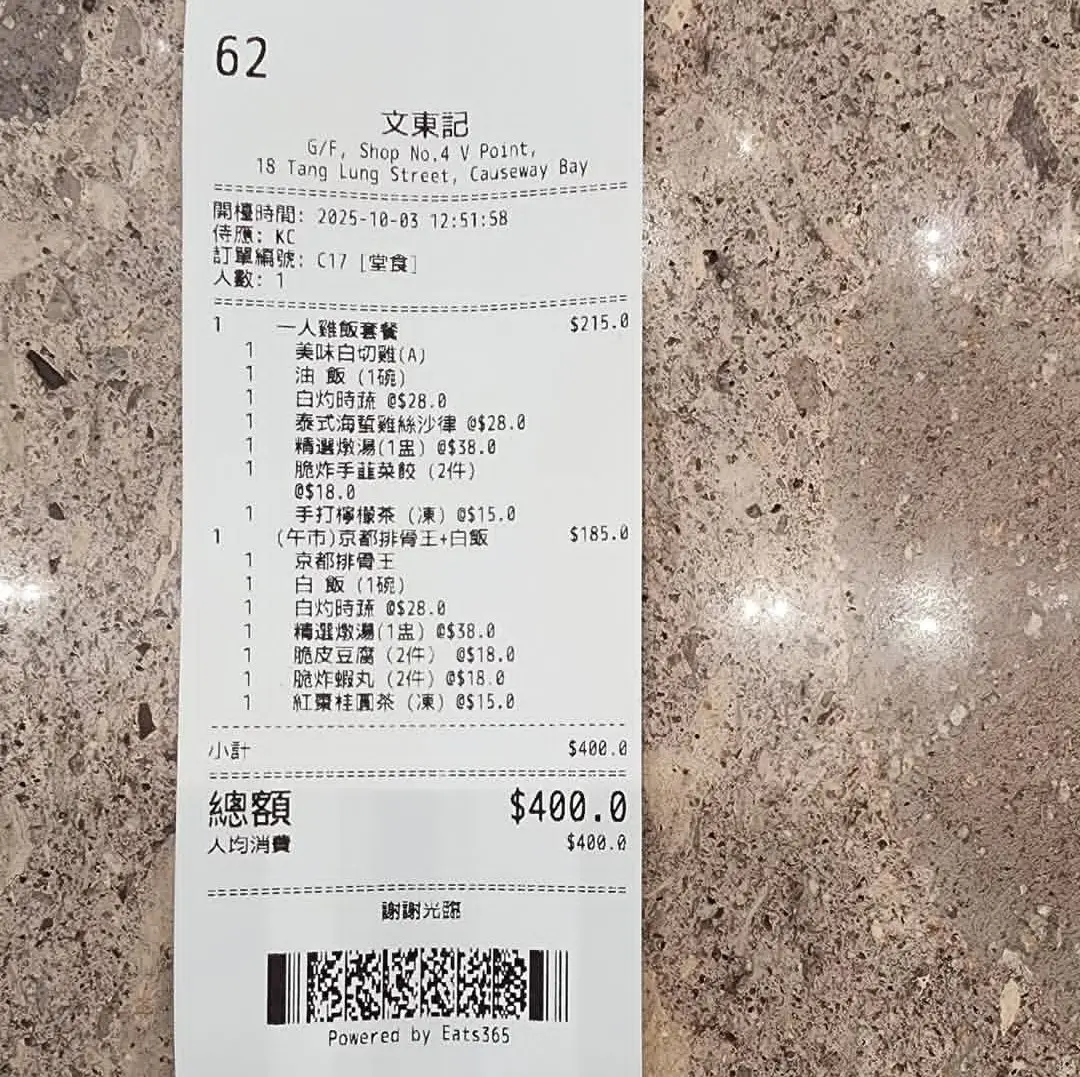 62
文東記
G/F, Shop No.4 V Point,
18 Tang Lung Street, Causeway Bay
開檯時間: 2025-10-03 12:51:58
侍應: KC
訂單編號: C17 [堂食]
人數: 1
1 一人雞飯套餐 $215.0
1 美味白切雞(A)
1 油 飯 (1碗)
1 白灼時蔬 @$28.0
1 泰式海蜇雞絲沙律 @$28.0
1 精選燉湯(1盅) @$38.0
1 脆炸手韮菜餃 (2件)
@$18.0
1 手打檸檬茶 (凍) @$15.0
1 (午市)京都排骨王+白飯 $185.0
1 京都排骨王
1 白 飯 (1碗)
1 白灼時蔬 @$28.0
1 精選燉湯(1盅) @$38.0
1 脆皮豆腐 (2件) @$18.0
1 脆炸蝦丸 (2件) @$18.0
1 紅棗桂圓茶 (凍) @$15.0
小計 $400.0
總額 $400.0
人均消費 $400.0
謝謝光臨
Powered by Eats365